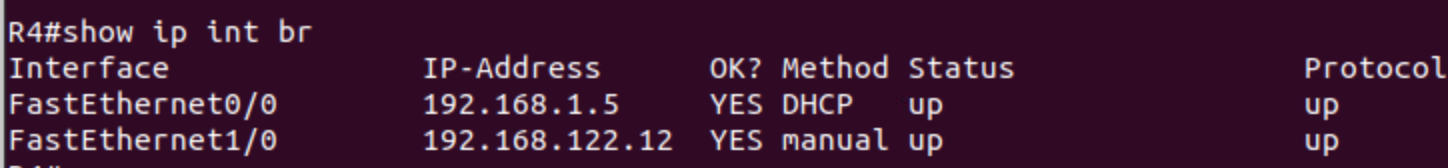 R4#show ip int br
Interface                  IP-Address      OK? Method Status                Protocol
FastEthernet0/0            192.168.1.5     YES DHCP   up                    up
FastEthernet1/0            192.168.122.12  YES manual up                    up